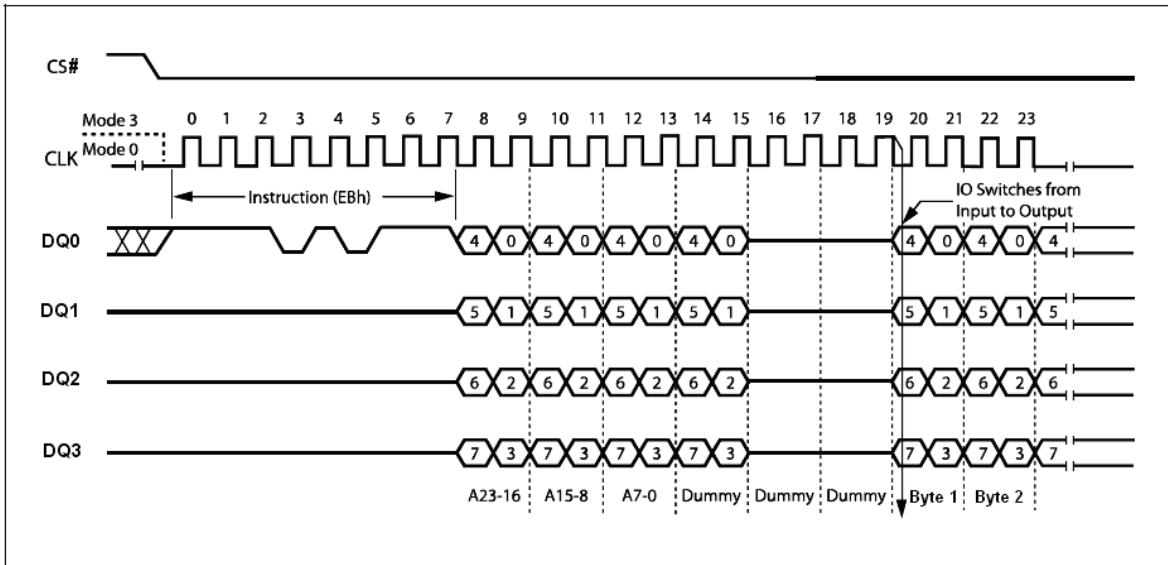 CS#
Mode 3
0 1 2 3 4 5 6 7 8 9 10 11 12 13 14 15 16 17 18 19 20 21 22 23
Mode 0
CLK
Instruction (EBh)
IO Switches from
Input to Output
DQ0 4 0 4 0 4 0 4 0 4 0 4 0 4
DQ1 5 1 5 1 5 1 5 1 5 1 5 1 5
DQ2 6 2 6 2 6 2 6 2 6 2 6 2 6
DQ3 7 3 7 3 7 3 7 3 7 3 7 3 7
A23-16 A15-8 A7-0 Dummy Dummy Dummy Byte 1 Byte 2